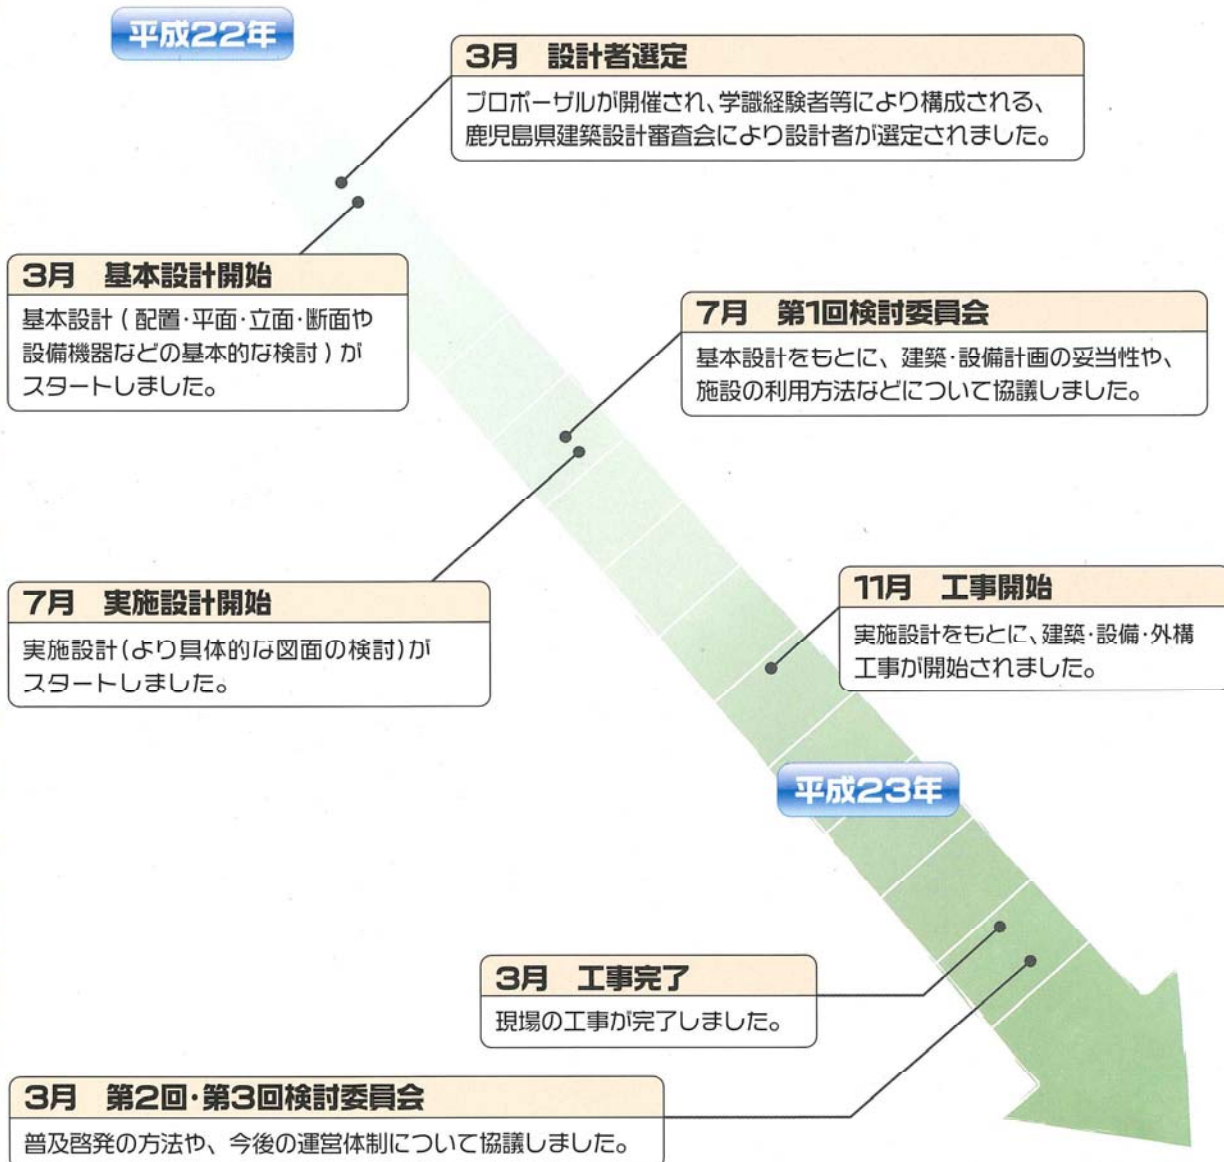 平成22年
3月 設計者選定
プロポーザルが開催され、学識経験者等により構成される、
鹿児島県建築設計審査会により設計者が選定されました。
3月 基本設計開始
基本設計(配置・平面・立面・断面や
設備機器などの基本的な検討)が
スタートしました。
7月 第1回検討委員会
基本設計をもとに、建築・設備計画の妥当性や、
施設の利用方法などについて協議しました。
7月 実施設計開始
実施設計(より具体的な図面の検討)が
スタートしました。
11月 工事開始
実施設計をもとに、建築・設備・外構
工事が開始されました。
平成23年
3月 工事完了
現場の工事が完了しました。
3月 第2回・第3回検討委員会
普及啓発の方法や、今後の運営体制について協議しました。